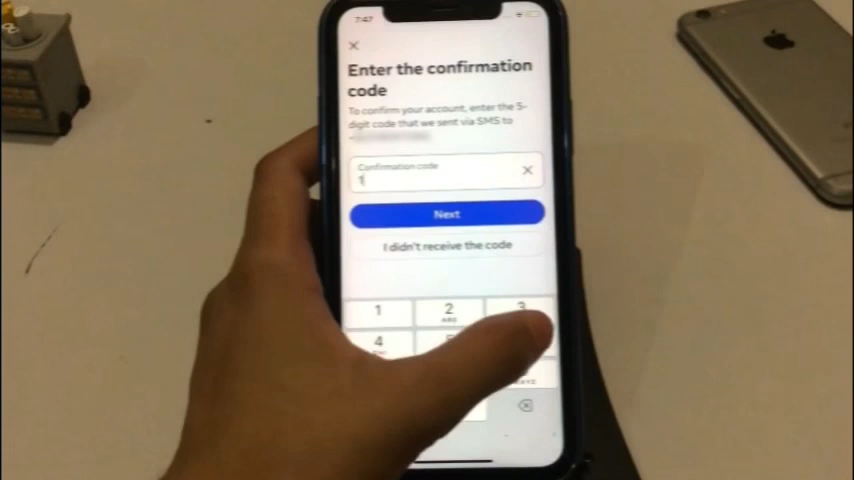 7:47
Enter the confirmation
code
To confirm your account, enter the 5-
digit code that we sent via SMS to
Confirmation code
1
Next
I didn't receive the code
1
2
3
ABC
4